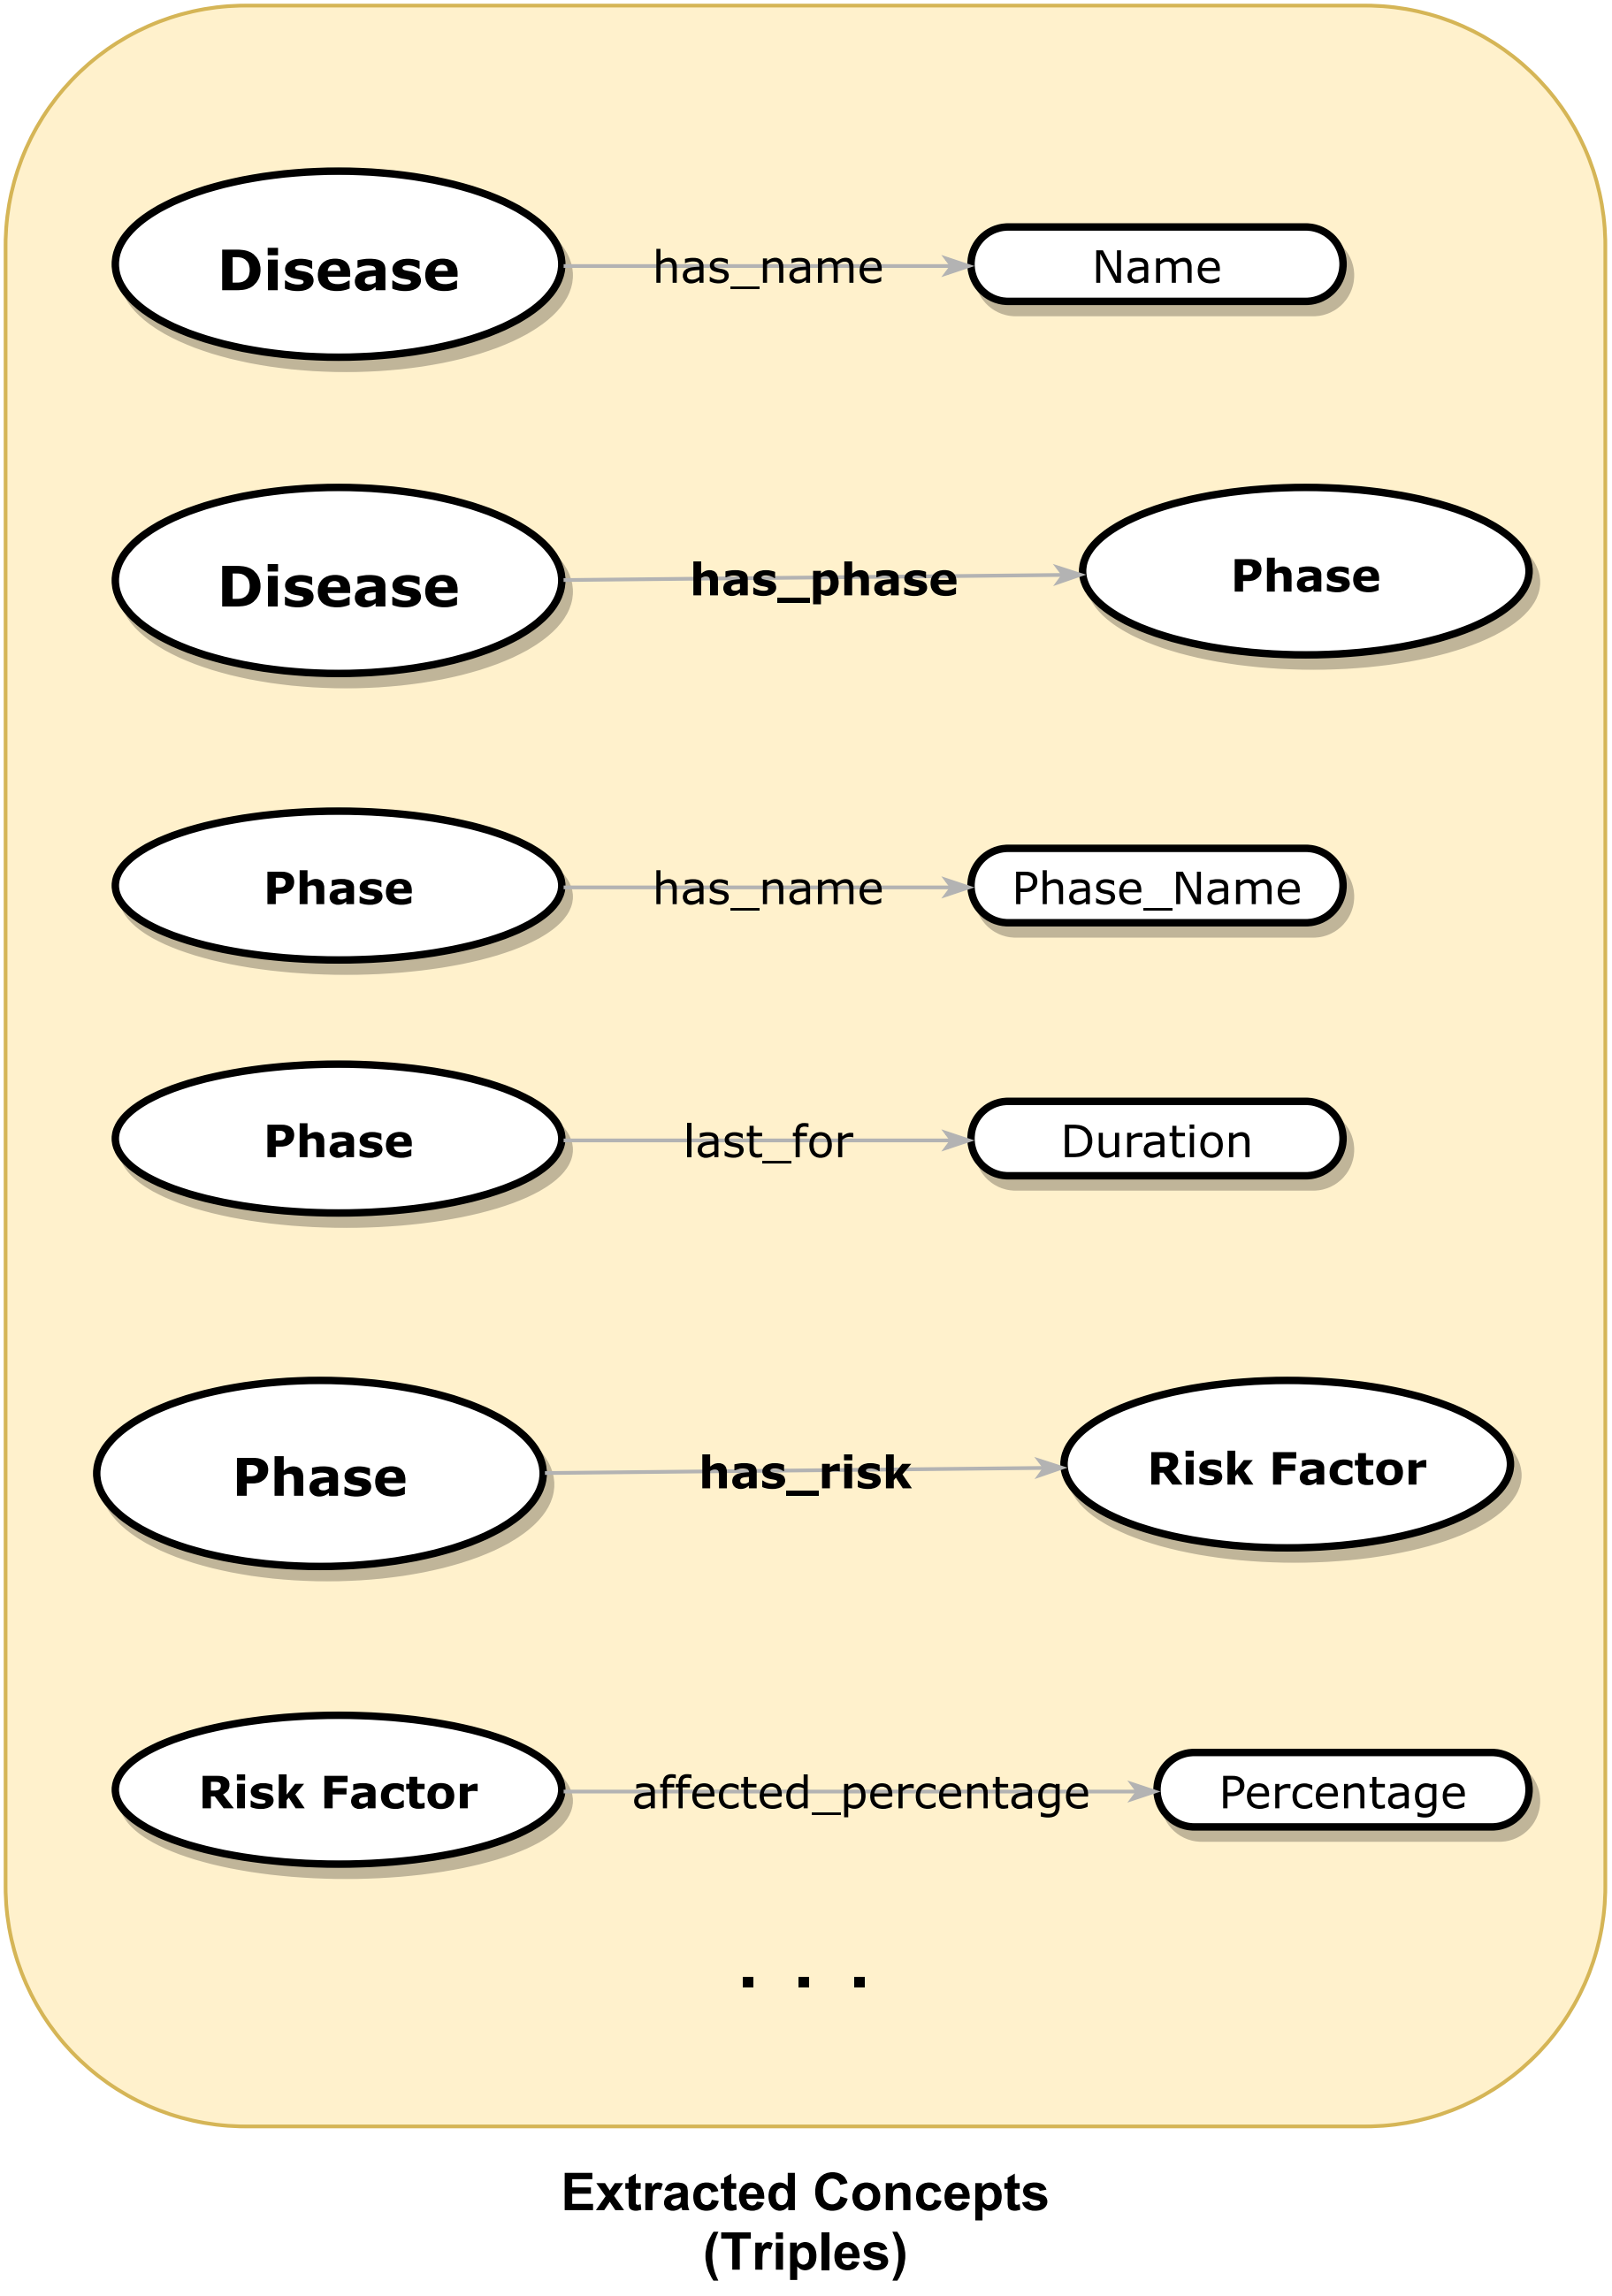 Disease has_name Name
Disease has_phase Phase
Phase has_name Phase_Name
Phase last_for Duration
Phase has_risk Risk Factor
Risk Factor affected_percentage Percentage
. . .
Extracted Concepts
(Triples)